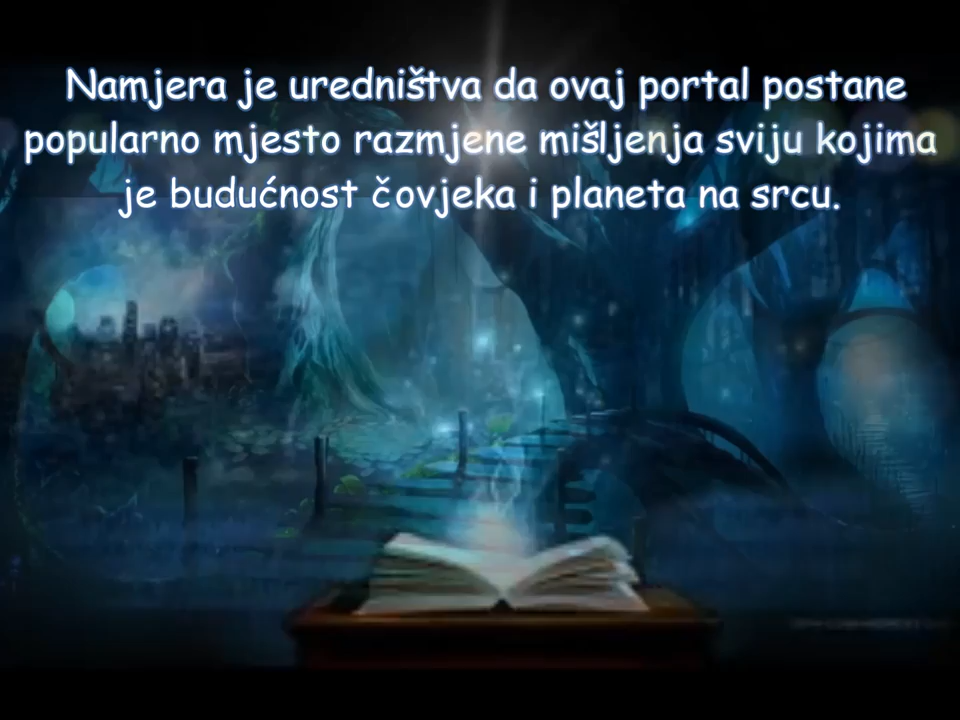 Namjera je uredništva da ovaj portal postane
popularno mjesto razmjene mišljenja sviju kojima
je budućnost čovjeka i planeta na srcu.